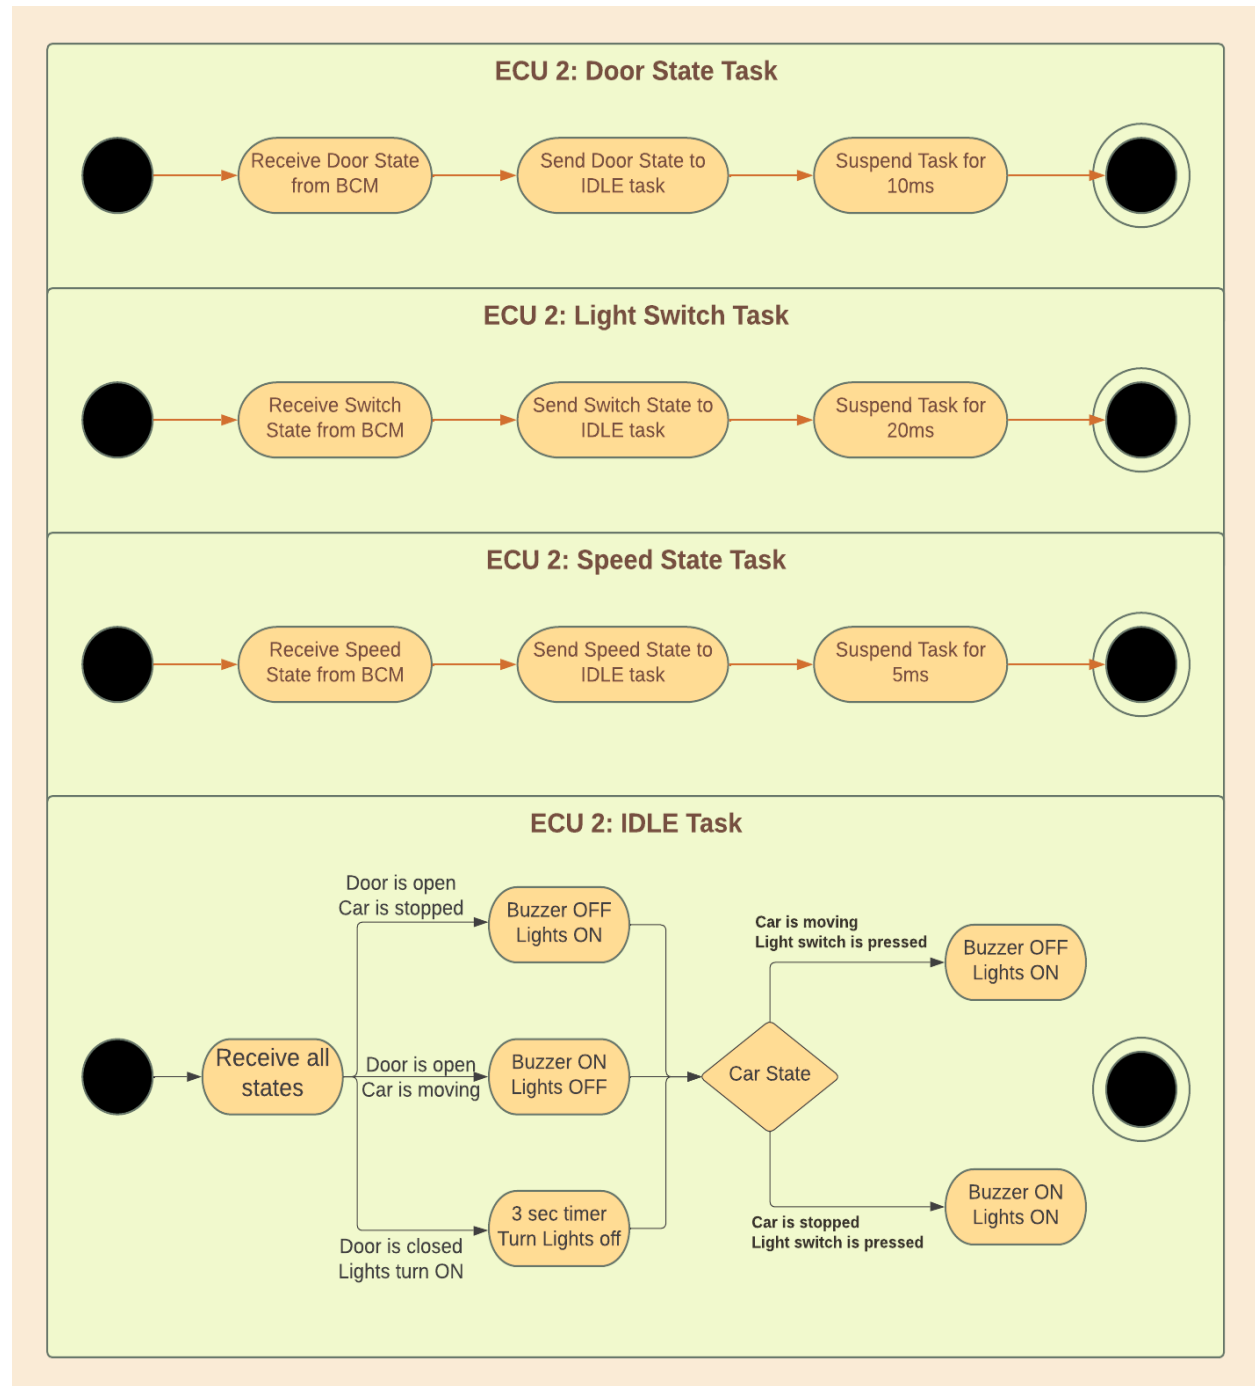 ECU 2: Door State Task
Receive Door State
from BCM
Send Door State to
IDLE task
Suspend Task for
10ms
ECU 2: Light Switch Task
Receive Switch
State from BCM
Send Switch State to
IDLE task
Suspend Task for
20ms
ECU 2: Speed State Task
Receive Speed
State from BCM
Send Speed State to
IDLE task
Suspend Task for
5ms
ECU 2: IDLE Task
Receive all
states
Door is open
Car is stopped
Buzzer OFF
Lights ON
Door is open
Car is moving
Buzzer ON
Lights OFF
Door is closed
Lights turn ON
3 sec timer
Turn Lights off
Car State
Car is moving
Light switch is pressed
Buzzer OFF
Lights ON
Car is stopped
Light switch is pressed
Buzzer ON
Lights ON